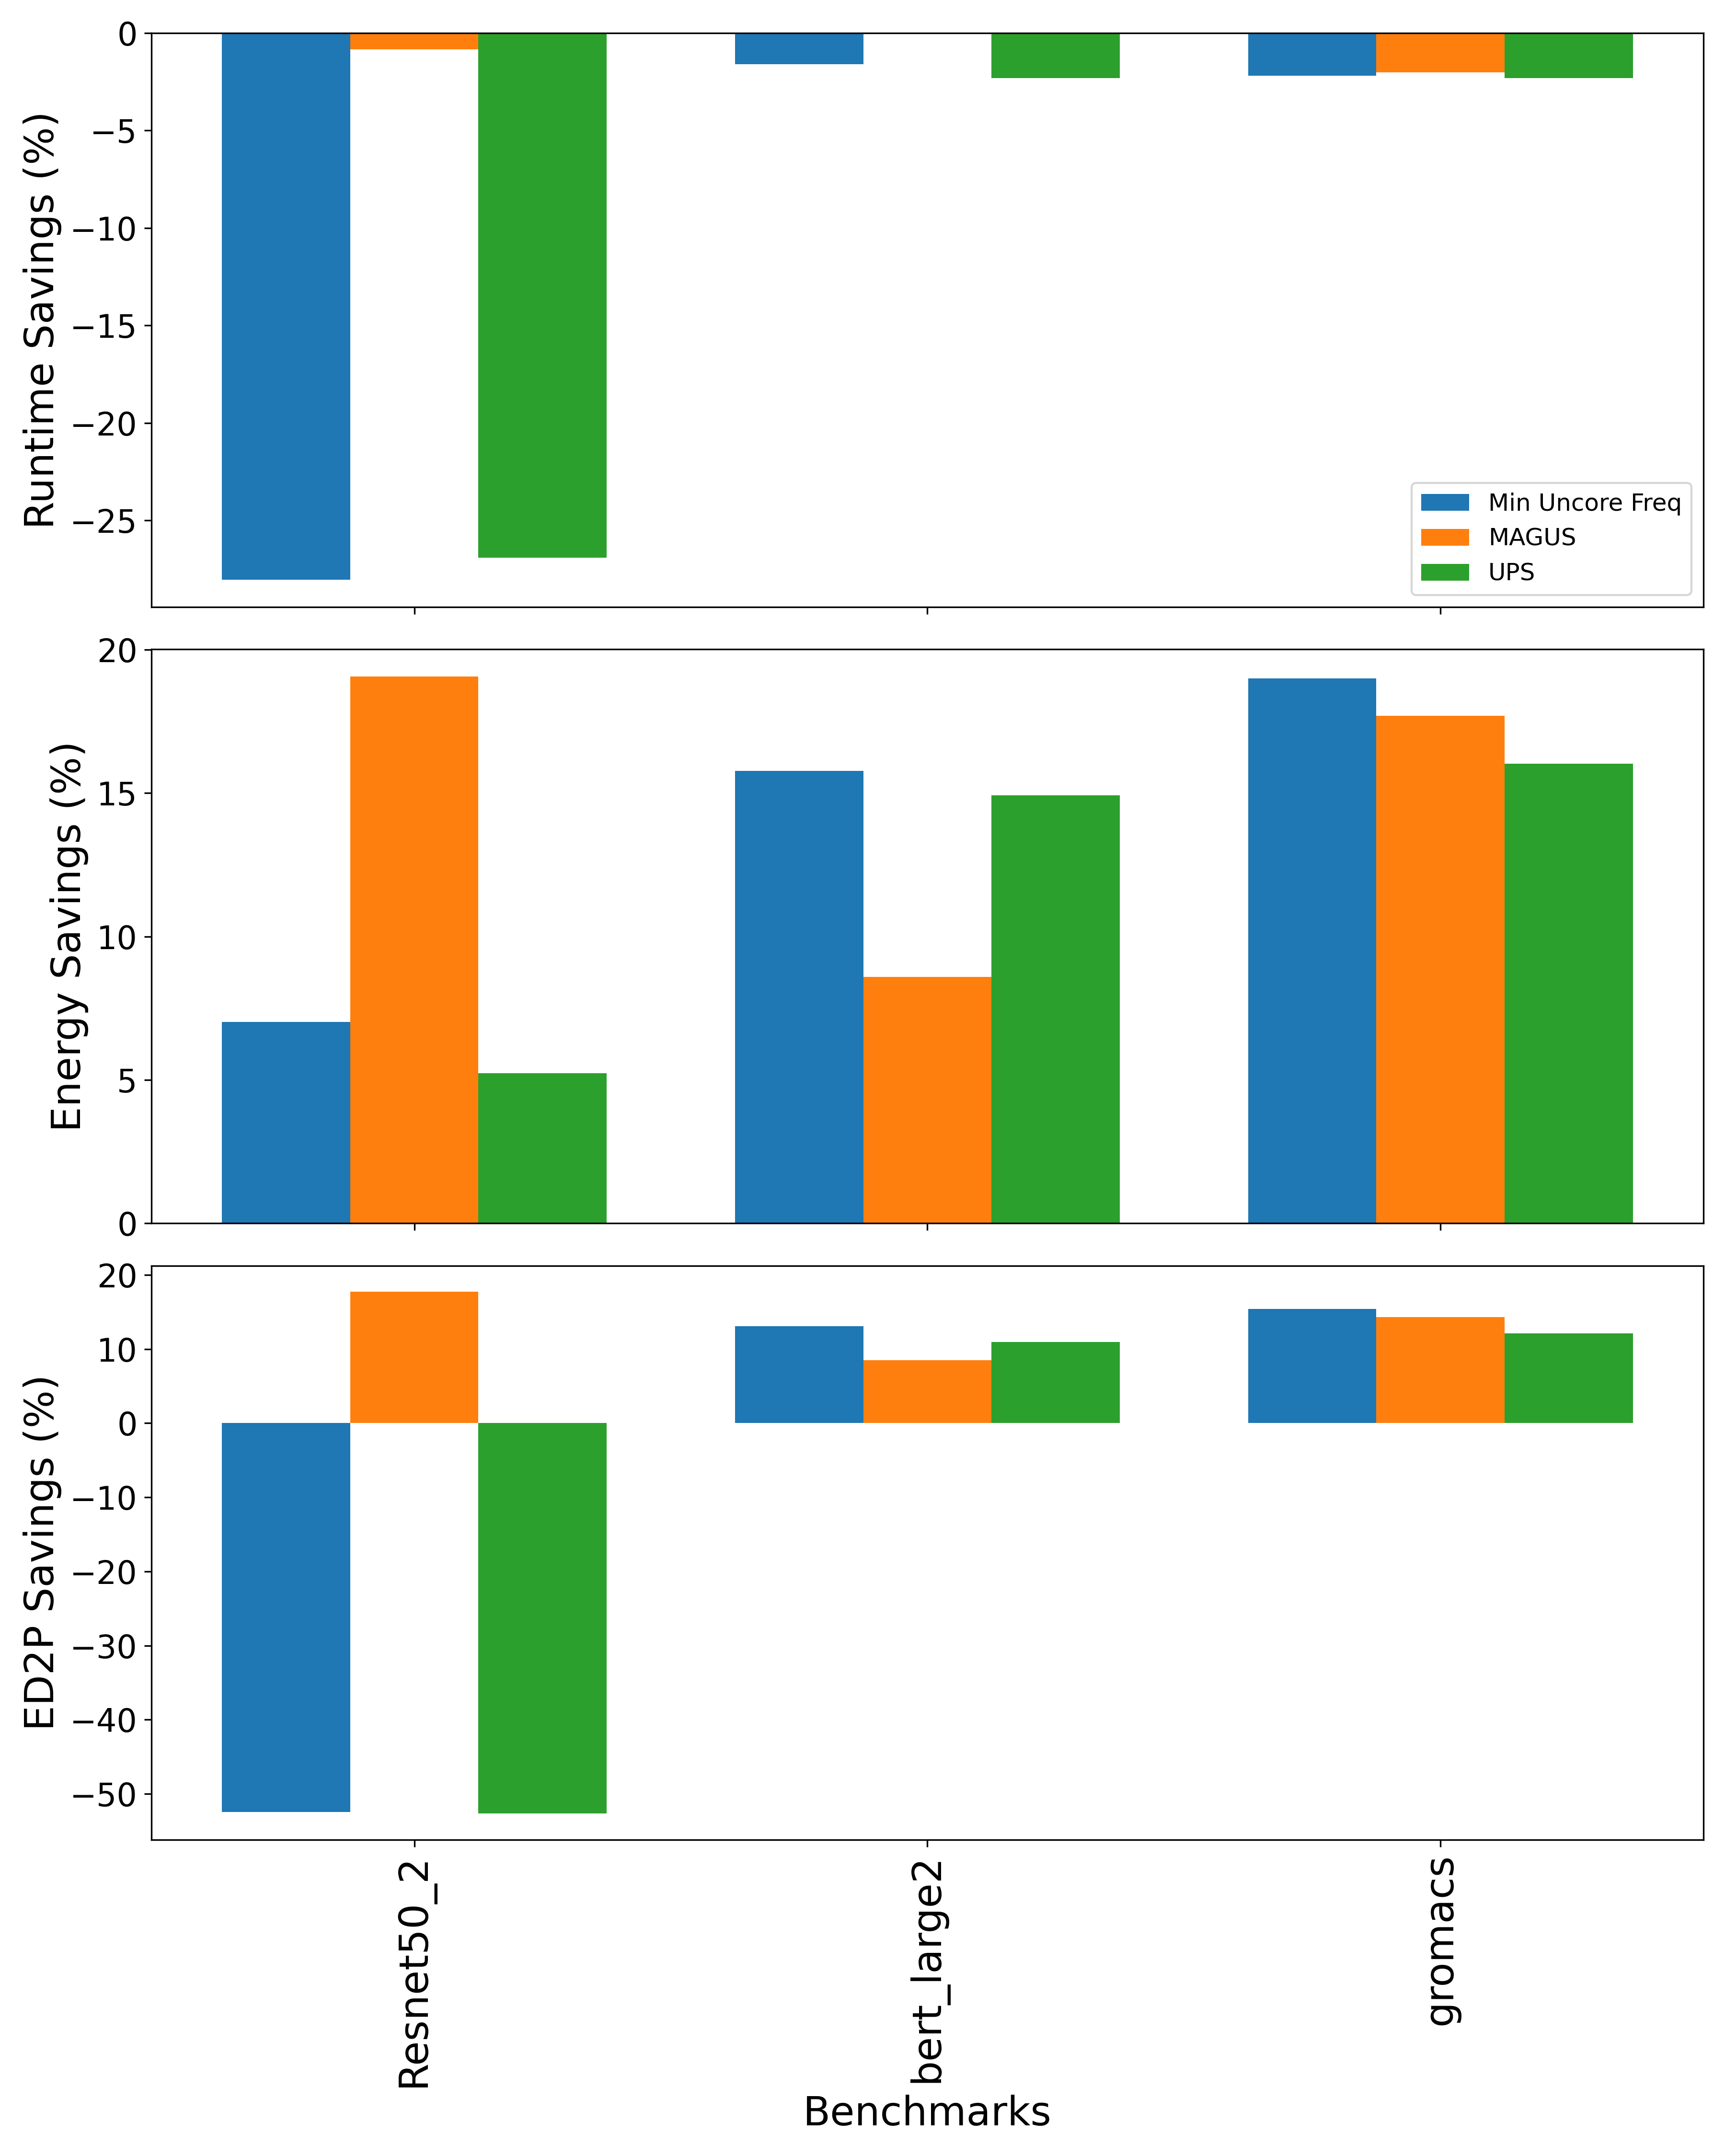 Runtime Savings (%)
0
−5
−10
−15
−20
−25
Min Uncore Freq
MAGUS
UPS
Energy Savings (%)
20
15
10
5
0
ED2P Savings (%)
20
10
0
−10
−20
−30
−40
−50
Resnet50_2
bert_large2
gromacs
Benchmarks